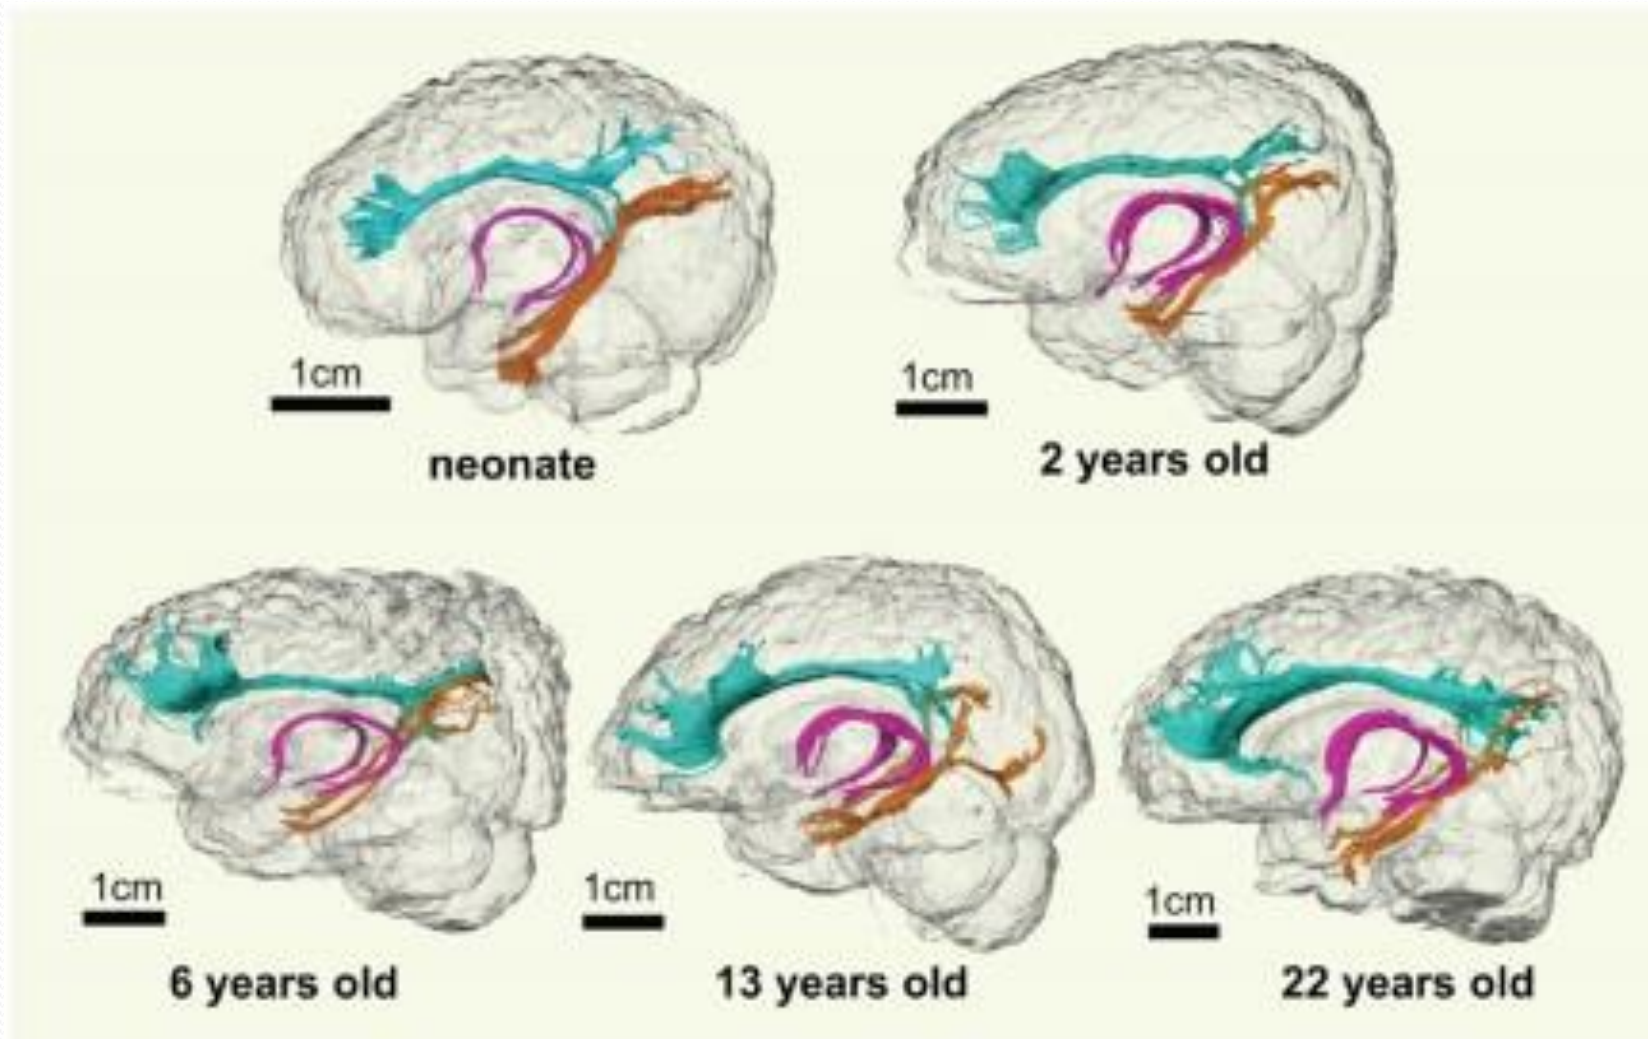 1cm
1cm
neonate
2 years old
1cm
1cm
1cm
6 years old
13 years old
22 years old